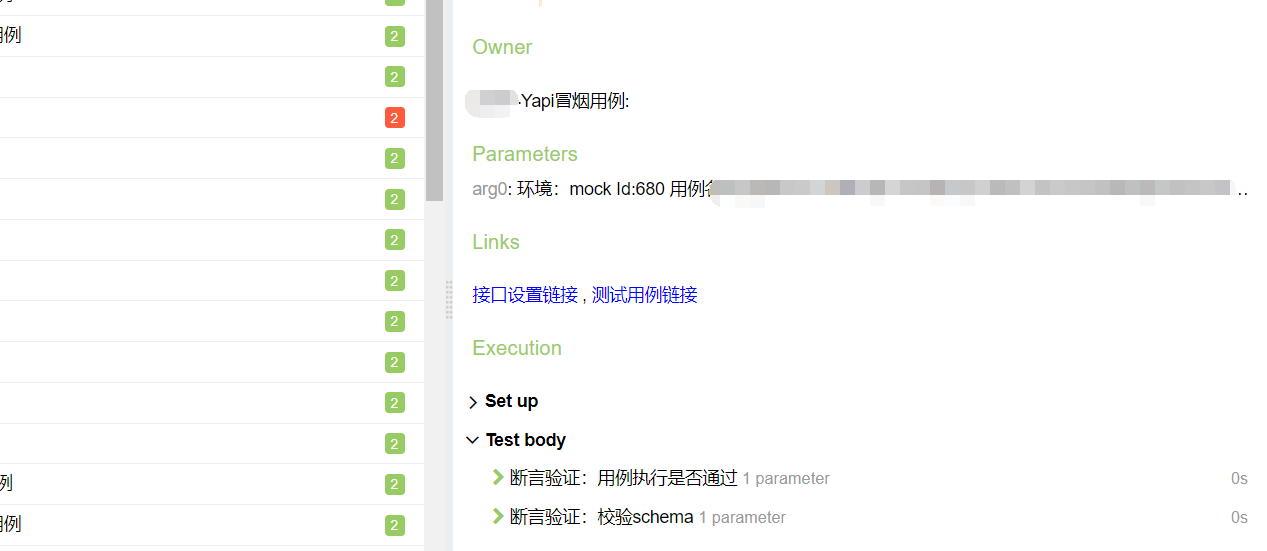 用例
2
2
2
2
2
2
2
2
2
2
2
例
2
用例
2
Owner
-Yapi冒烟用例:
Parameters
arg0: 环境：mock Id:680 用例
..
Links
接口设置链接 , 测试用例链接
Execution
Set up
Test body
断言验证：用例执行是否通过 1 parameter 0s
断言验证：校验schema 1 parameter 0s